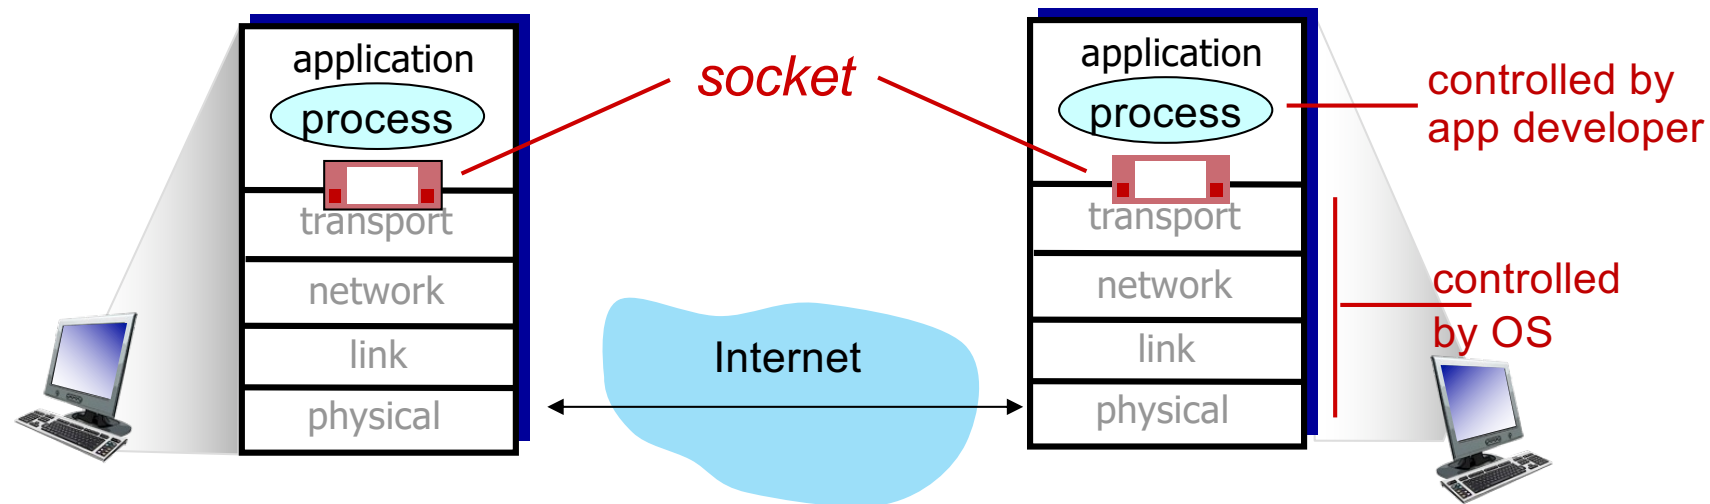 application
process
transport
network
link
physical
socket
Internet
application
process
transport
network
link
physical
controlled by
app developer
controlled
by OS